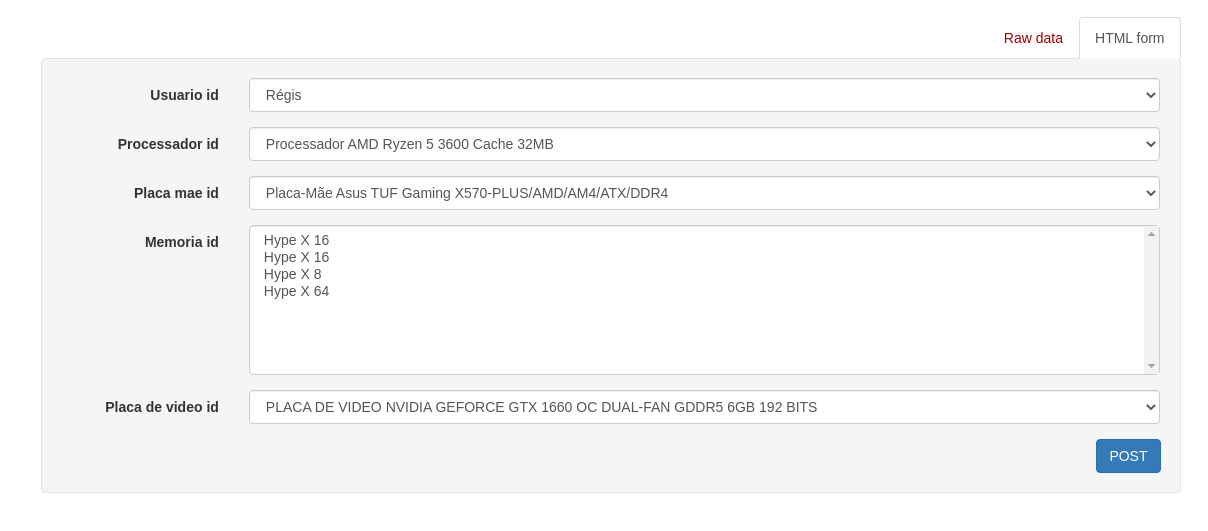 Raw data
HTML form
Usuario id
Régis
Processador id
Processador AMD Ryzen 5 3600 Cache 32MB
Placa mae id
Placa-Mãe Asus TUF Gaming X570-PLUS/AMD/AM4/ATX/DDR4
Memoria id
Hype X 16
Hype X 16
Hype X 8
Hype X 64
Placa de video id
PLACA DE VIDEO NVIDIA GEFORCE GTX 1660 OC DUAL-FAN GDDR5 6GB 192 BITS
POST